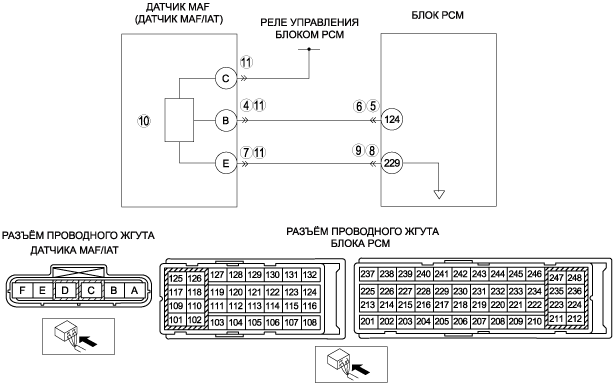 ДАТЧИК MAF
(ДАТЧИК MAF/IAT)
РЕЛЕ УПРАВЛЕНИЯ
БЛОКОМ PCM
БЛОК PCM
11
C
10
4 11
6 5
B
124
7 11
9 8
E
229
РАЗЪЁМ ПРОВОДНОГО ЖГУТА
ДАТЧИКА MAF/IAT
F E D C B A
РАЗЪЁМ ПРОВОДНОГО ЖГУТА
БЛОКА PCM
125 126 127 128 129 130 131 132
117 118 119 120 121 122 123 124
109 110 111 112 113 114 115 116
101 102 103 104 105 106 107 108
237 238 239 240 241 242 243 244 245 246 247 248
225 226 227 228 229 230 231 232 233 234 235 236
213 214 215 216 217 218 219 220 221 222 223 224
201 202 203 204 205 206 207 208 209 210 211 212